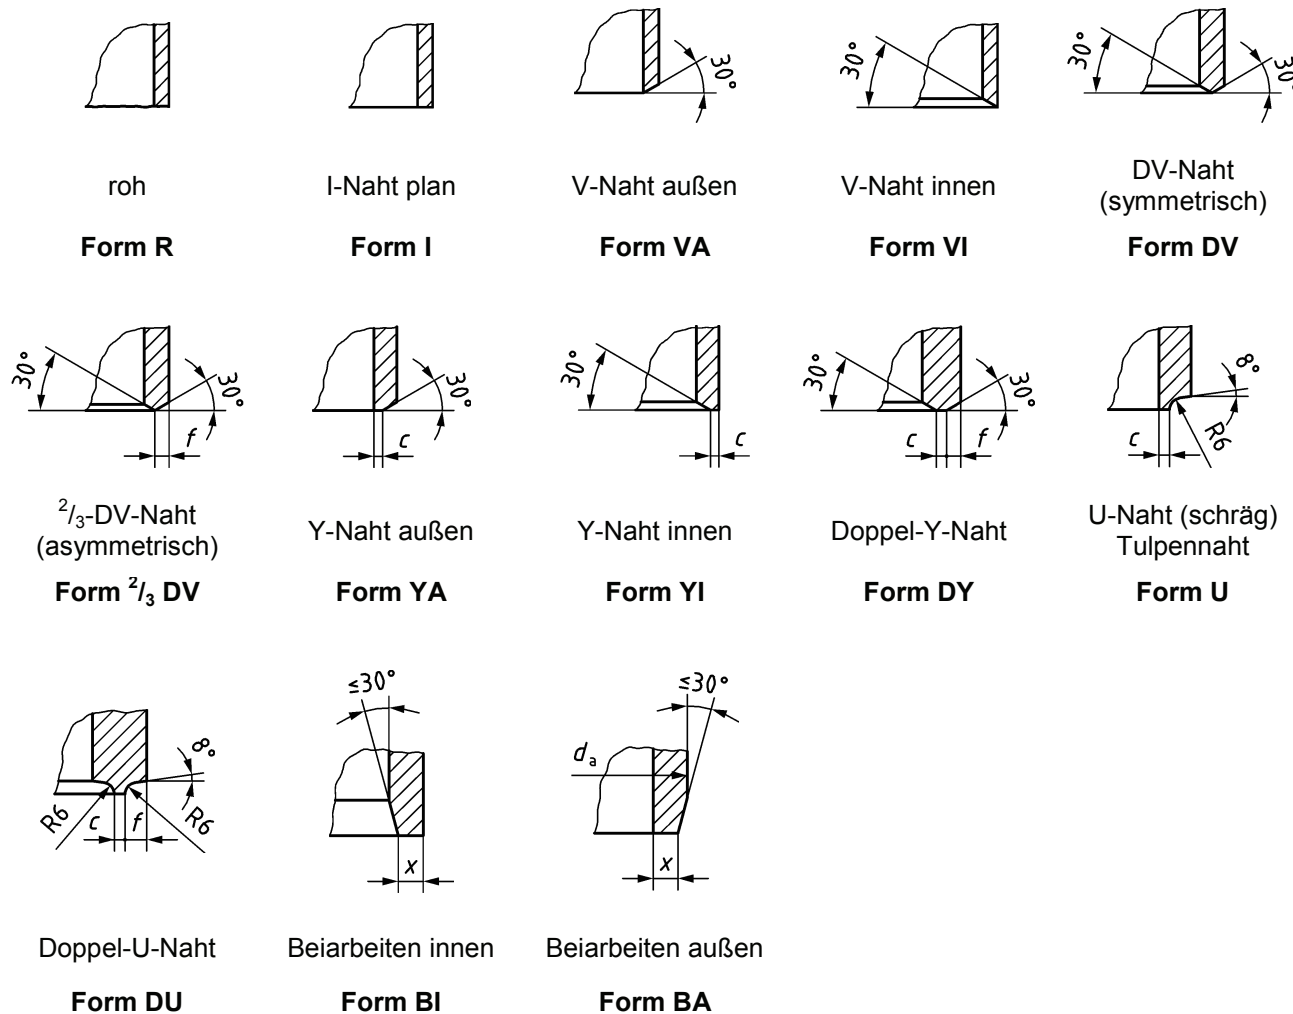 30° 30° 30° 30°
roh
I-Naht plan
V-Naht außen
V-Naht innen
DV-Naht
(symmetrisch)
Form R
Form I
Form VA
Form VI
Form DV
30° 30° f
30° c
30° c
30° 30° c f
8° R6 c
2/3-DV-Naht
(asymmetrisch)
Y-Naht außen
Y-Naht innen
Doppel-Y-Naht
U-Naht (schräg)
Tulpennaht
Form 2/3 DV
Form YA
Form YI
Form DY
Form U
8° R6 c f R6
≤30° x
≤30° da x
Doppel-U-Naht
Beiarbeiten innen
Beiarbeiten außen
Form DU
Form BI
Form BA